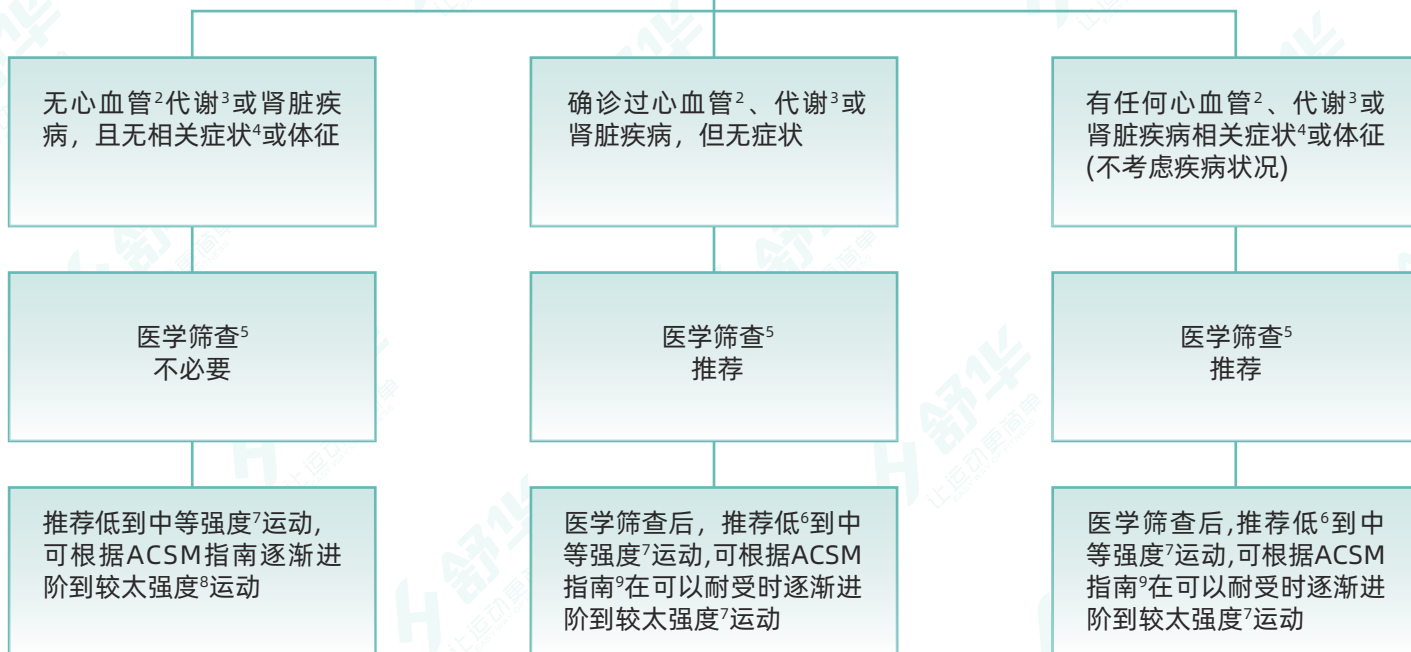 无心血管²代谢³或肾脏疾
病，且无相关症状⁴或体征
确诊过心血管²、代谢³或
肾脏疾病，但无症状
有任何心血管²、代谢³或
肾脏疾病相关症状⁴或体征
(不考虑疾病状况)
医学筛查⁵
不必要
医学筛查⁵
推荐
医学筛查⁵
推荐
推荐低到中等强度⁷运动,
可根据ACSM指南逐渐进
阶到较太强度⁸运动
医学筛查后，推荐低⁶到中
等强度⁷运动,可根据ACSM
指南⁹在可以耐受时逐渐进
阶到较太强度⁷运动
医学筛查后,推荐低⁶到中
等强度⁷运动,可根据ACSM
指南⁹在可以耐受时逐渐进
阶到较太强度⁷运动
舒华
让运动更简单